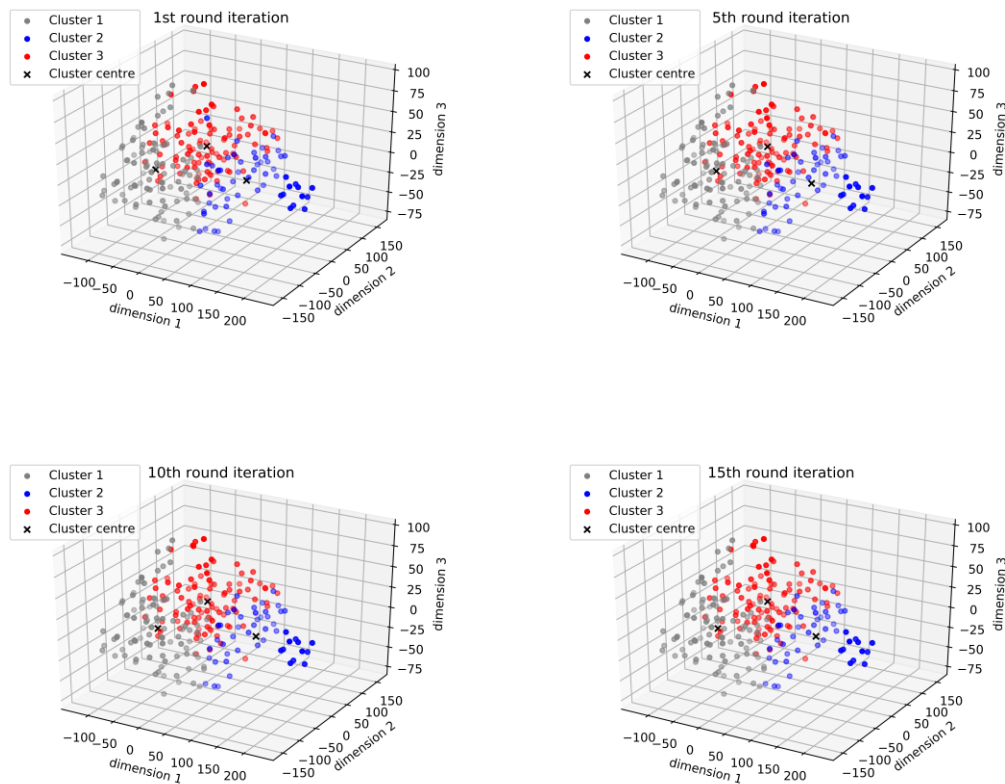 1st round iteration
Cluster 1
Cluster 2
Cluster 3
Cluster centre
100
75
50
25
0
−25
−50
−75
dimension 3
150
100
50
0
−50
−100
−150
dimension 2
−100
−50
0
50
100
150
200
dimension 1
5th round iteration
Cluster 1
Cluster 2
Cluster 3
Cluster centre
100
75
50
25
0
−25
−50
−75
dimension 3
150
100
50
0
−50
−100
−150
dimension 2
−100
−50
0
50
100
150
200
dimension 1
10th round iteration
Cluster 1
Cluster 2
Cluster 3
Cluster centre
100
75
50
25
0
−25
−50
−75
dimension 3
150
100
50
0
−50
−100
−150
dimension 2
−100
−50
0
50
100
150
200
dimension 1
15th round iteration
Cluster 1
Cluster 2
Cluster 3
Cluster centre
100
75
50
25
0
−25
−50
−75
dimension 3
150
100
50
0
−50
−100
−150
dimension 2
−100
−50
0
50
100
150
200
dimension 1